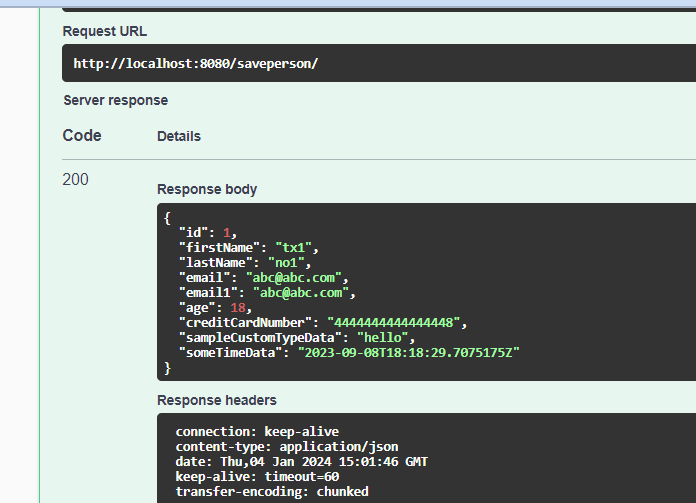 Request URL
http://localhost:8080/saveperson/
Server response
Code Details
200
Response body
{
"id": 1,
"firstName": "tx1",
"lastName": "no1",
"email": "abc@abc.com",
"email1": "abc@abc.com",
"age": 18,
"creditCardNumber": "4444444444444448",
"sampleCustomTypeData": "hello",
"someTimeData": "2023-09-08T18:18:29.7075175Z"
}
Response headers
connection: keep-alive
content-type: application/json
date: Thu,04 Jan 2024 15:01:46 GMT
keep-alive: timeout=60
transfer-encoding: chunked